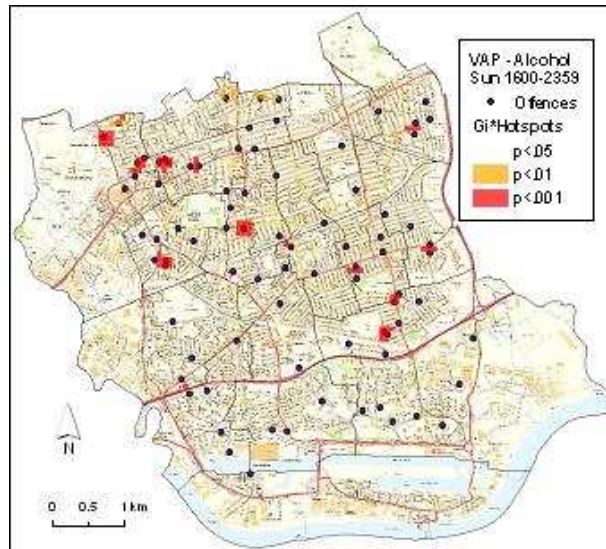 VAP - Alcohol
Sun 1600-2359
Offences
Gi*Hotspots
p<.05
p<.01
p<.001
N
0 0.5 1 km